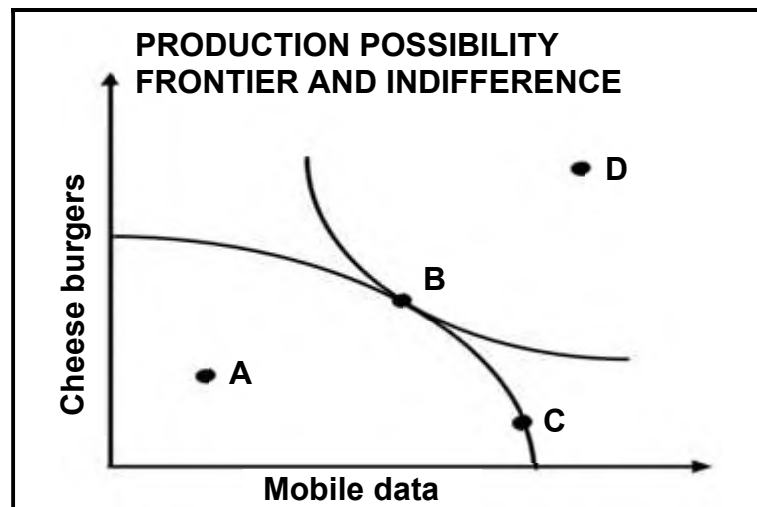 PRODUCTION POSSIBILITY
FRONTIER AND INDIFFERENCE
D
B
Cheese burgers
A
C
Mobile data